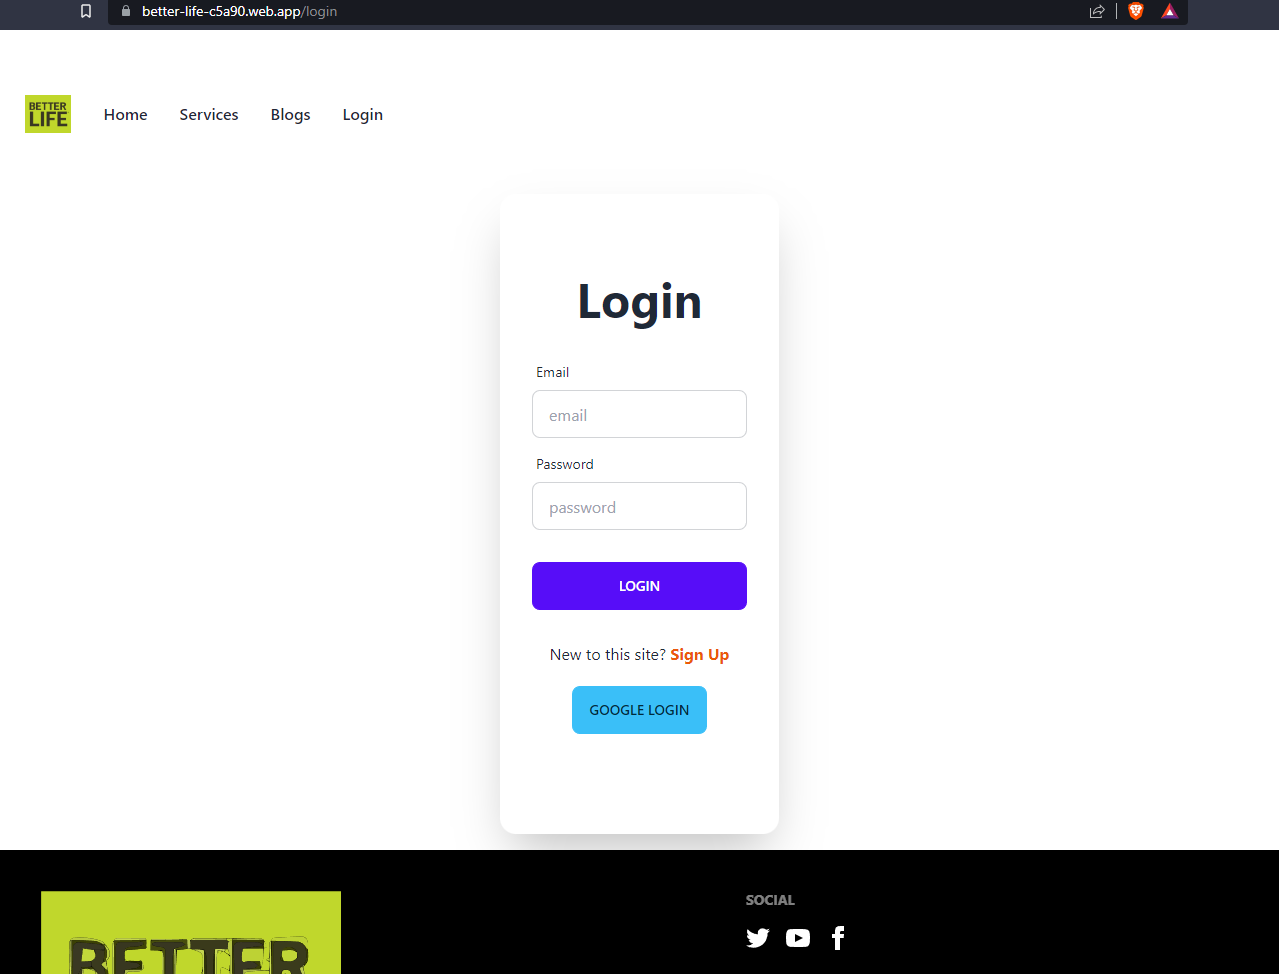 better-life-c5a90.web.app/login
BETTER
LIFE
Home Services Blogs Login
Login
Email
email
Password
password
LOGIN
New to this site? Sign Up
GOOGLE LOGIN
SOCIAL
BETTER